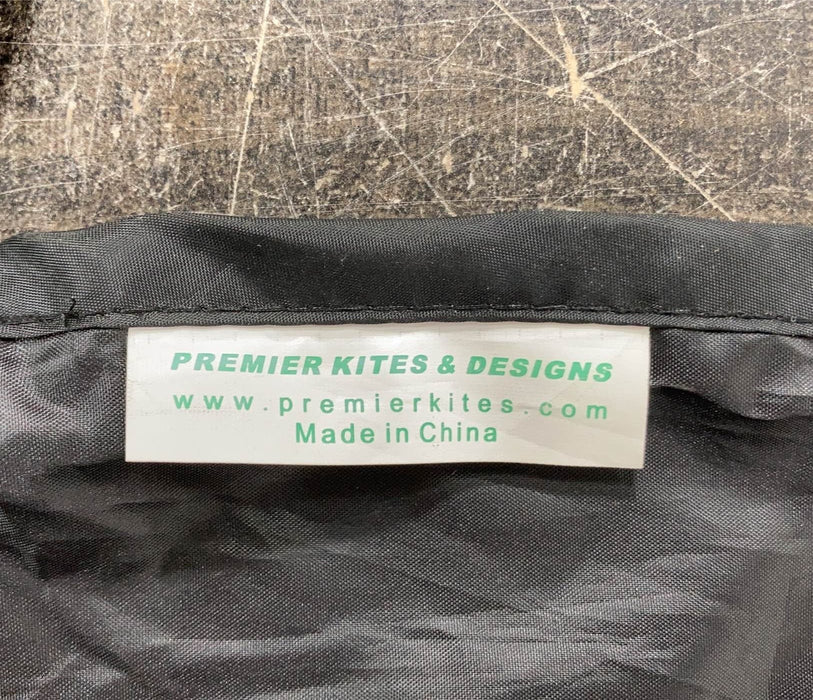 PREMIER KITES & DESIGNS
www.premierkites.com
Made in China